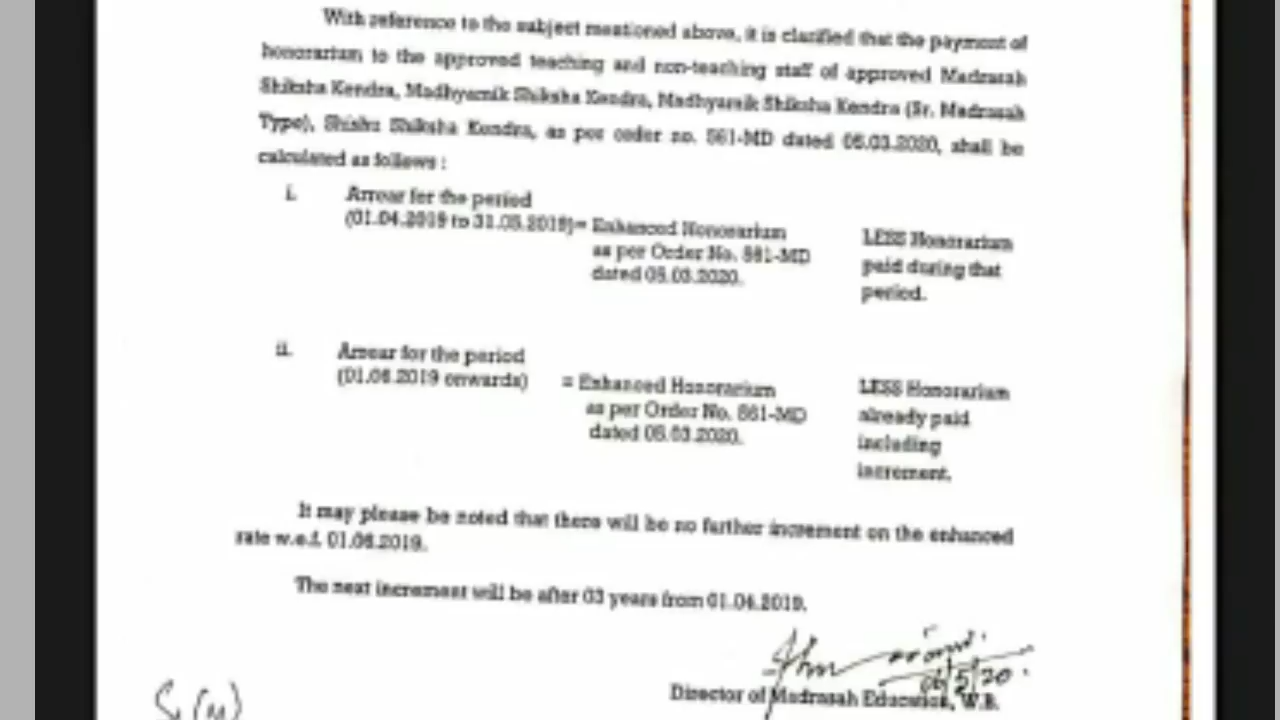 With reference to the subject mentioned above, it is clarified that the payment of
honorarium to the approved teaching and non-teaching staff of approved Madrasah
Shiksha Kendra, Madhyamik Shiksha Kendra, Madhyamik Shiksha Kendra (Sr. Madrasah
Type), Shishu Shiksha Kendra, as per order no. 561-MD dated 05.03.2020, shall be
calculated as follows :
i. Arrear for the period
(01.04.2019 to 31.05.2019)= Enhanced Honorarium LESS Honorarium
as per Order No. 561-MD paid during that
dated 05.03.2020. period.
ii. Arrear for the period
(01.06.2019 onwards) = Enhanced Honorarium LESS Honorarium
as per Order No. 561-MD already paid
dated 05.03.2020. including
increment.
It may please be noted that there will be no further increment on the enhanced
rate w.e.f. 01.06.2019.
The next increment will be after 03 years from 01.04.2019.
Director of Madrasah Education, W.B.